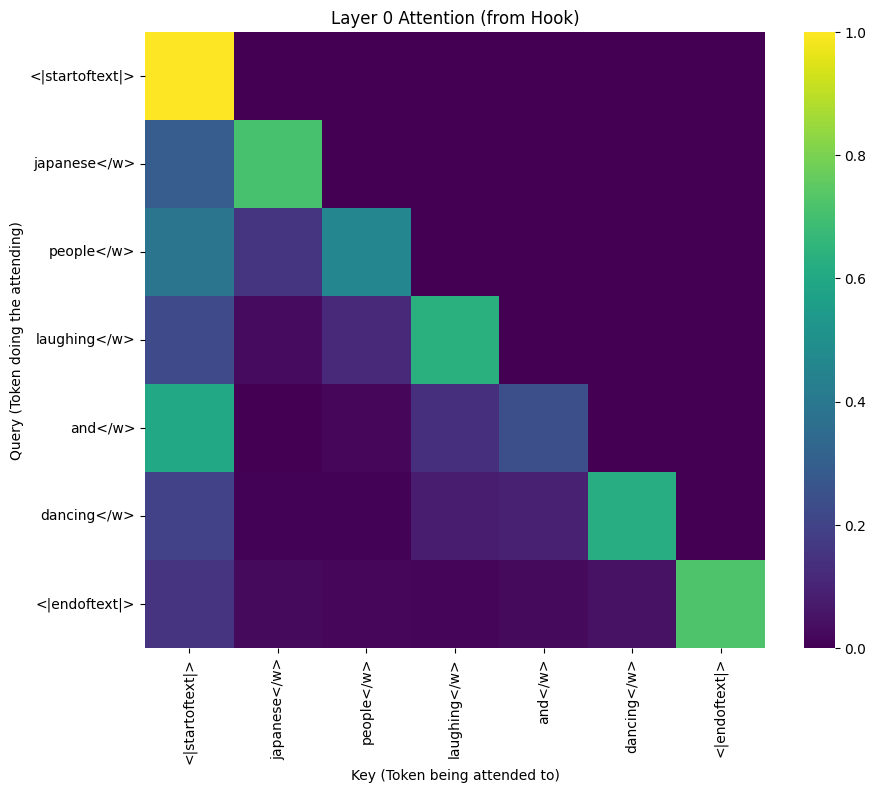 Layer 0 Attention (from Hook)
Query (Token doing the attending)
<|startoftext|>
japanese</w>
people</w>
laughing</w>
and</w>
dancing</w>
<|endoftext|>
1.0
0.8
0.6
0.4
0.2
0.0
<|startoftext|>
japanese</w>
people</w>
laughing</w>
and</w>
dancing</w>
<|endoftext|>
Key (Token being attended to)